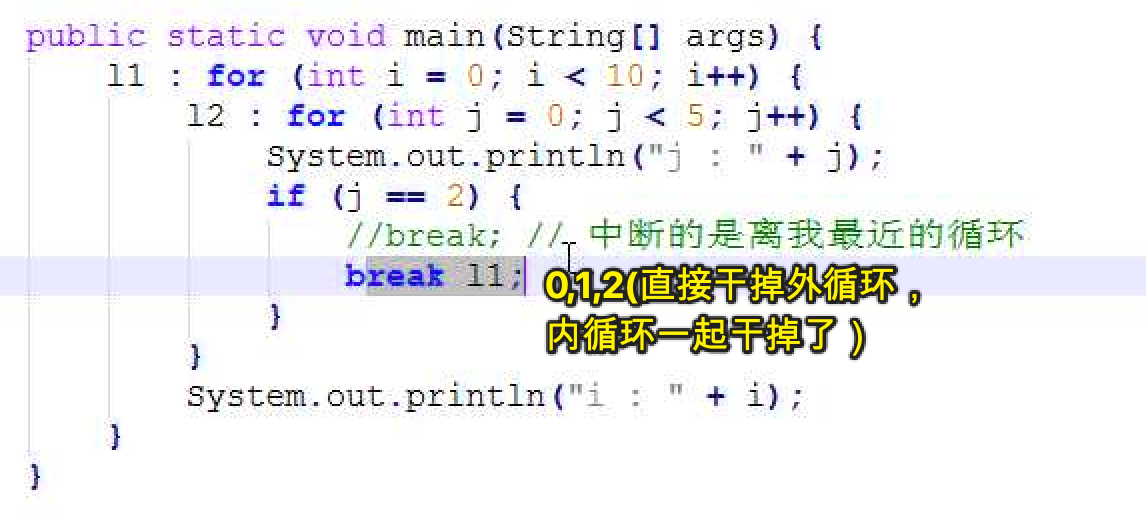 public static void main(String[] args) {
l1 : for (int i = 0; i < 10; i++) {
l2 : for (int j = 0; j < 5; j++) {
System.out.println("j : " + j);
if (j == 2) {
//break; // 中断的是离我最近的循环
break l1;
0,1,2(直接干掉外循环，
内循环一起干掉了 )
}
}
System.out.println("i : " + i);
}
}